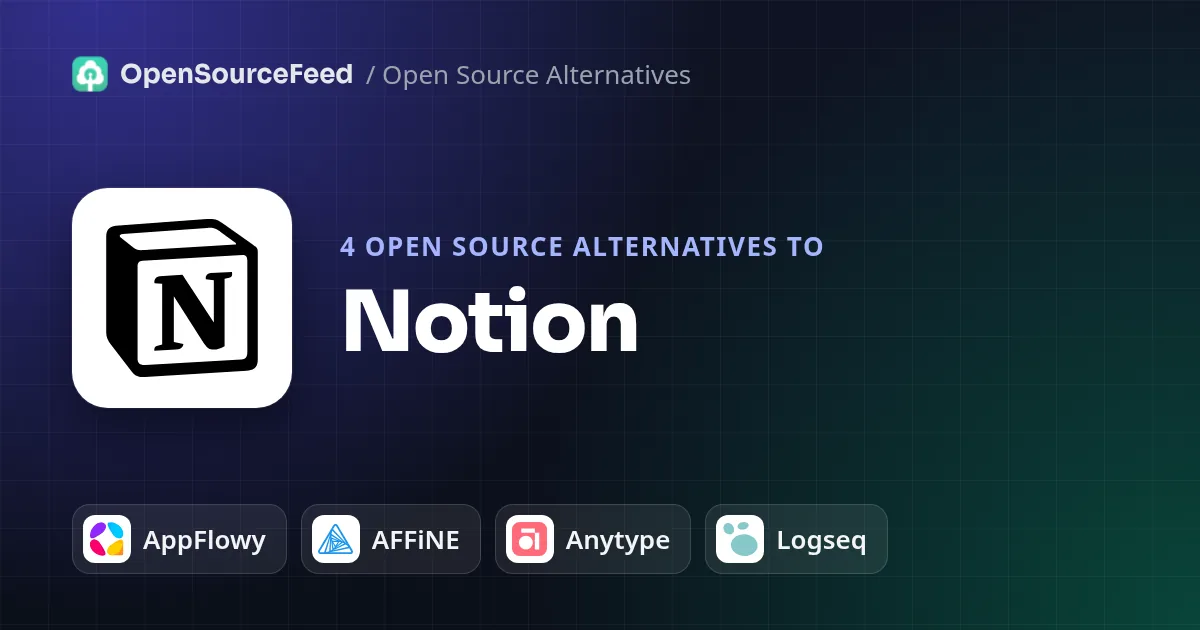 OpenSourceFeed / Open Source Alternatives
N
4 OPEN SOURCE ALTERNATIVES TO
Notion
AppFlowy
AFFiNE
Anytype
Logseq